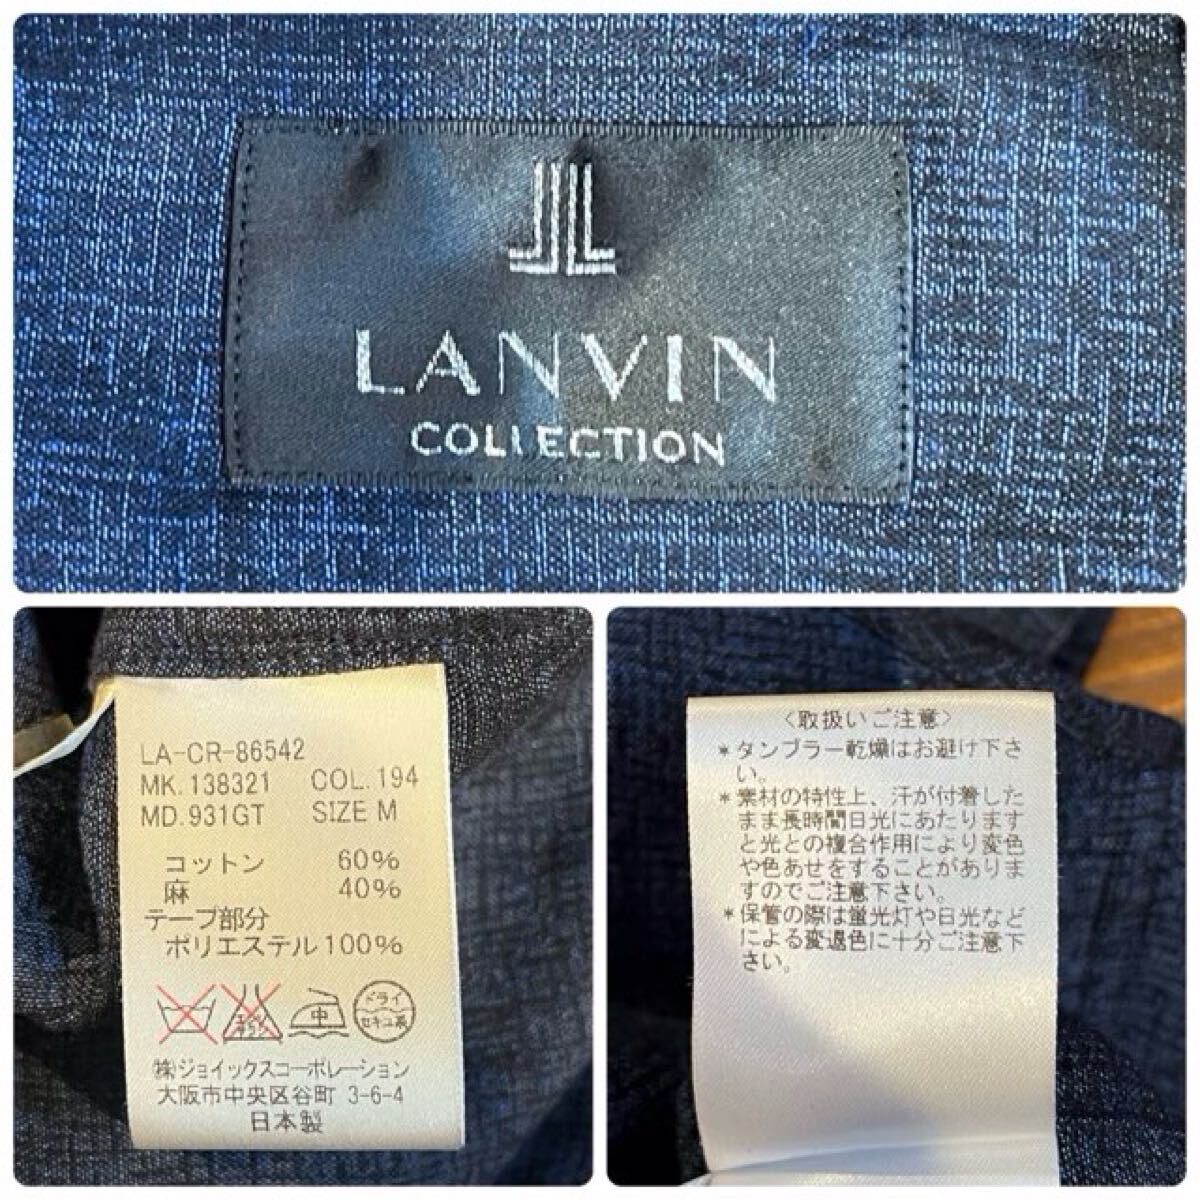 LANVIN
COLLECTION
LA-CR-86542
MK.138321 COL.194
MD.931GT SIZE M
コットン 60%
麻 40%
テープ部分
ポリエステル100%
中
ドライ
セキユ系
㈱ジョイックスコーポレーション
大阪市中央区谷町 3-6-4
日本製
〈取扱いご注意〉
*タンブラー乾燥はお避け下さ
い。
*素材の特性上、汗が付着した
まま長時間日光にあたりますと
光との複合作用により変色
や色あせをすることがありま
すのでご注意下さい。
*保管の際は蛍光灯や日光など
による変退色に十分ご注意下
さい。